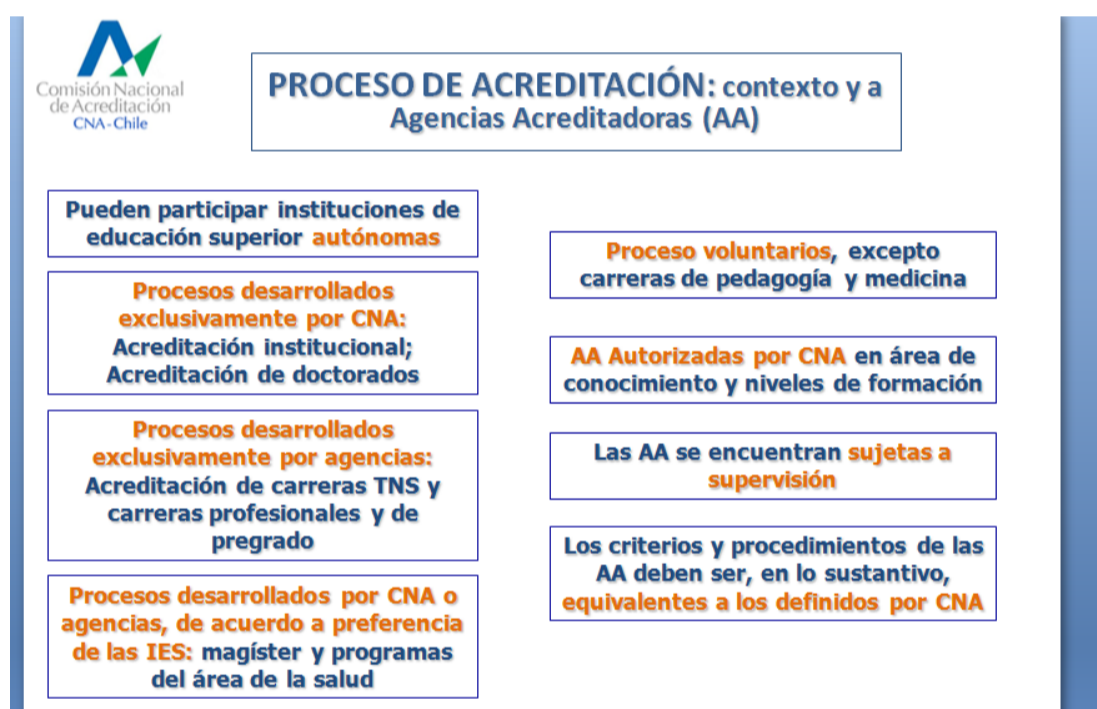 Comisión Nacional
de Acreditación
CNA-Chile
PROCESO DE ACREDITACIÓN: contexto y a
Agencias Acreditadoras (AA)
Pueden participar instituciones de
educación superior autónomas
Procesos desarrollados
exclusivamente por CNA:
Acreditación institucional;
Acreditación de doctorados
Procesos desarrollados
exclusivamente por agencias:
Acreditación de carreras TNS y
carreras profesionales y de
pregrado
Procesos desarrollados por CNA o
agencias, de acuerdo a preferencia
de las IES: magíster y programas
del área de la salud
Proceso voluntarios, excepto
carreras de pedagogía y medicina
AA Autorizadas por CNA en área de
conocimiento y niveles de formación
Las AA se encuentran sujetas a
supervisión
Los criterios y procedimientos de las
AA deben ser, en lo sustantivo,
equivalentes a los definidos por CNA